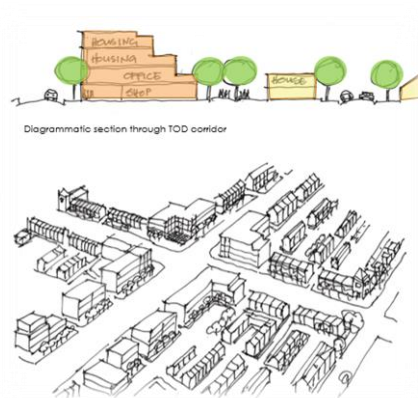 HOUSING
HOUSING
OFFICE
SHOP
HOUSE
Diagrammatic section through TOD corridor